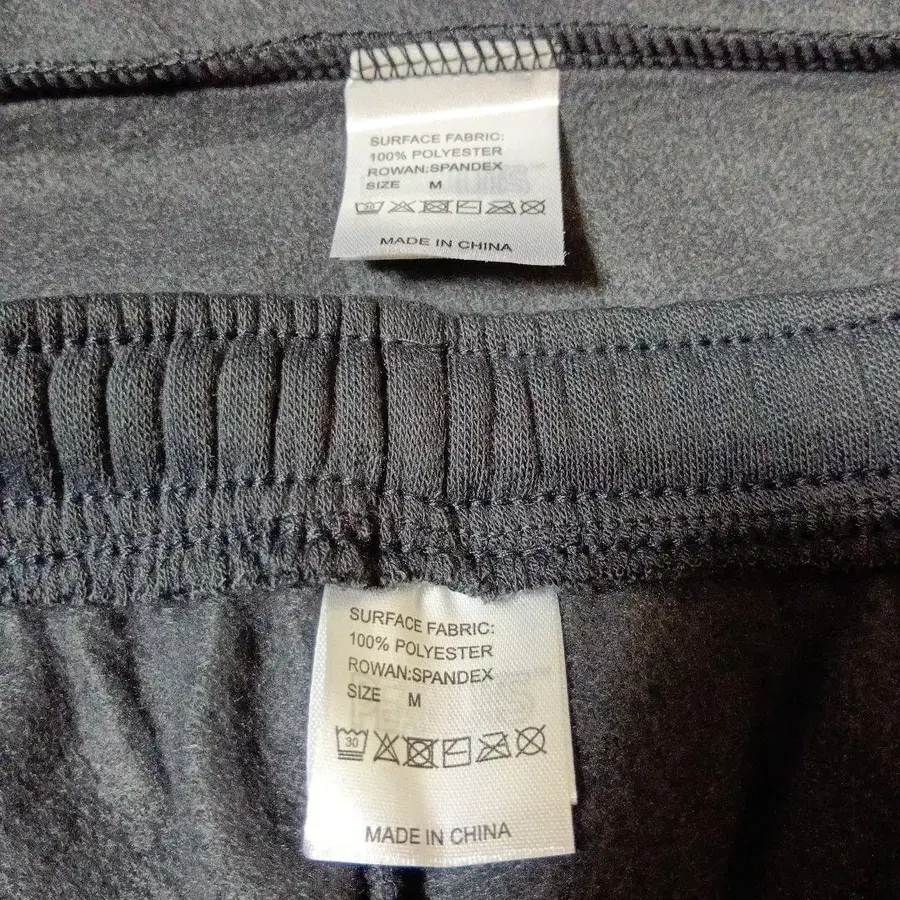 SURFACE FABRIC:
100% POLYESTER
ROWAN:SPANDEX
SIZE M
30
MADE IN CHINA
SURFACE FABRIC:
100% POLYESTER
ROWAN:SPANDEX
SIZE M
30
MADE IN CHINA